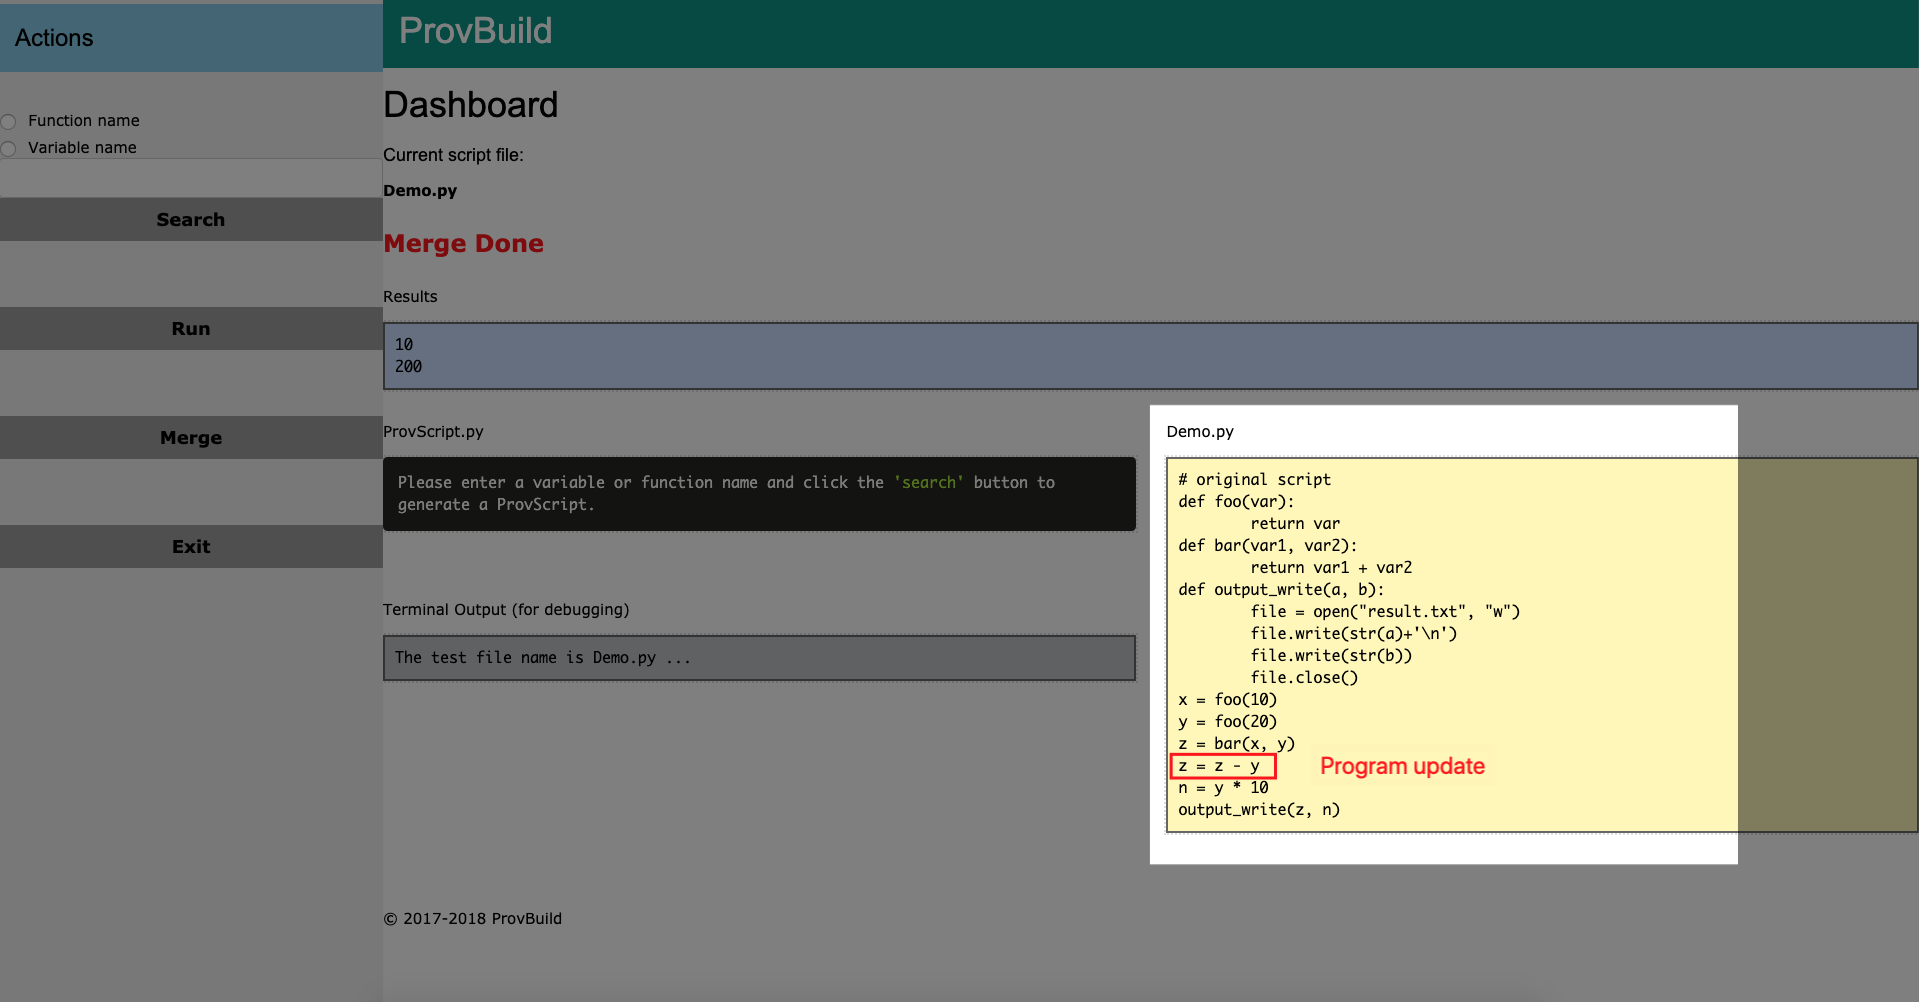 Actions
Function name
Variable name
Search
Run
Merge
Exit
ProvBuild
Dashboard
Current script file:
Demo.py
Merge Done
Results
10
200
ProvScript.py
Please enter a variable or function name and click the 'search' button to
generate a ProvScript.
Terminal Output (for debugging)
The test file name is Demo.py ...
Demo.py
# original script
def foo(var):
        return var
def bar(var1, var2):
        return var1 + var2
def output_write(a, b):
        file = open("result.txt", "w")
        file.write(str(a)+'\n')
        file.write(str(b))
        file.close()
x = foo(10)
y = foo(20)
z = bar(x, y)
z = z - y
Program update
n = y * 10
output_write(z, n)
© 2017-2018 ProvBuild